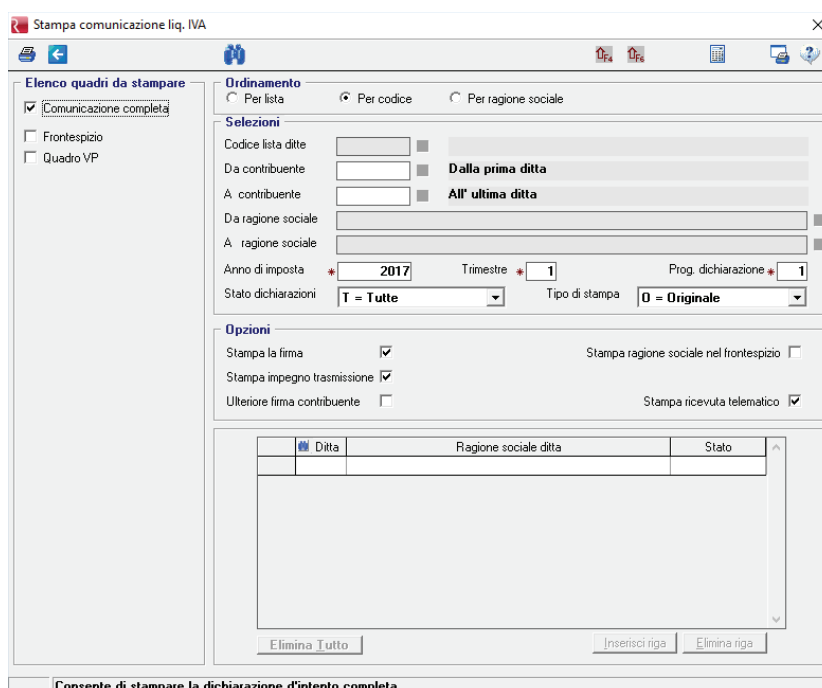 Stampa comunicazione liq. IVA
F4 F6
Elenco quadri da stampare
Comunicazione completa
Frontespizio
Quadro VP
Ordinamento
Per lista Per codice Per ragione sociale
Selezioni
Codice lista ditte
Da contribuente Dalla prima ditta
A contribuente All' ultima ditta
Da ragione sociale
A ragione sociale
Anno di imposta * 2017 Trimestre * 1 Prog. dichiarazione * 1
Stato dichiarazioni T = Tutte Tipo di stampa O = Originale
Opzioni
Stampa la firma Stampa ragione sociale nel frontespizio
Stampa impegno trasmissione
Ulteriore firma contribuente Stampa ricevuta telematico
Ditta Ragione sociale ditta Stato
Elimina Tutto Inserisci riga Elimina riga
Consente di stampare la dichiarazione d'intento completa